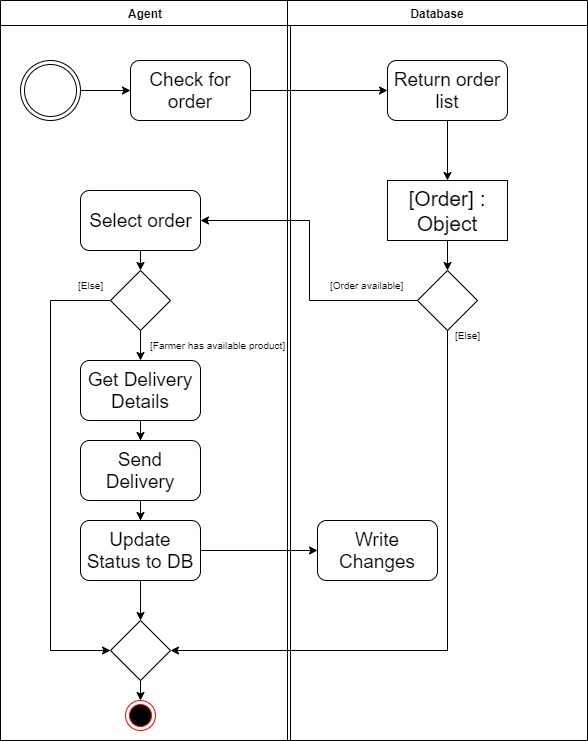 Agent
Database
Check for
order
Return order
list
[Order] :
Object
Select order
[Else]
[Order available]
[Else]
[Farmer has available product]
Get Delivery
Details
Send
Delivery
Update
Status to DB
Write
Changes